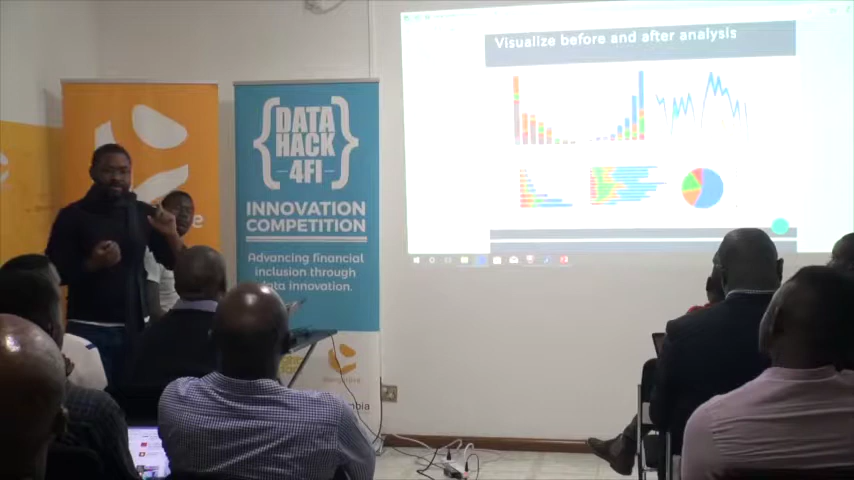 Visualize before and after analysis
DATA
HACK
4FI
INNOVATION
COMPETITION
Advancing financial
inclusion through
data innovation.